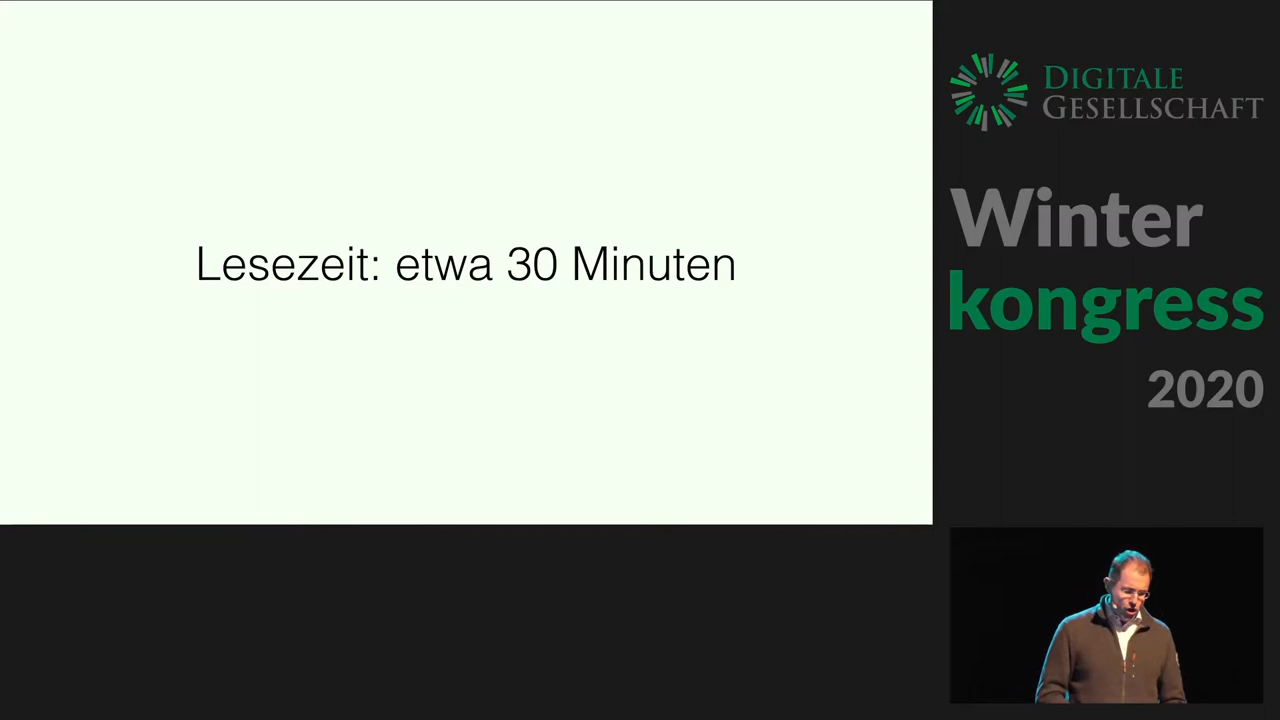 Lesezeit: etwa 30 Minuten
DIGITALE
GESELLSCHAFT
Winter
kongress
2020